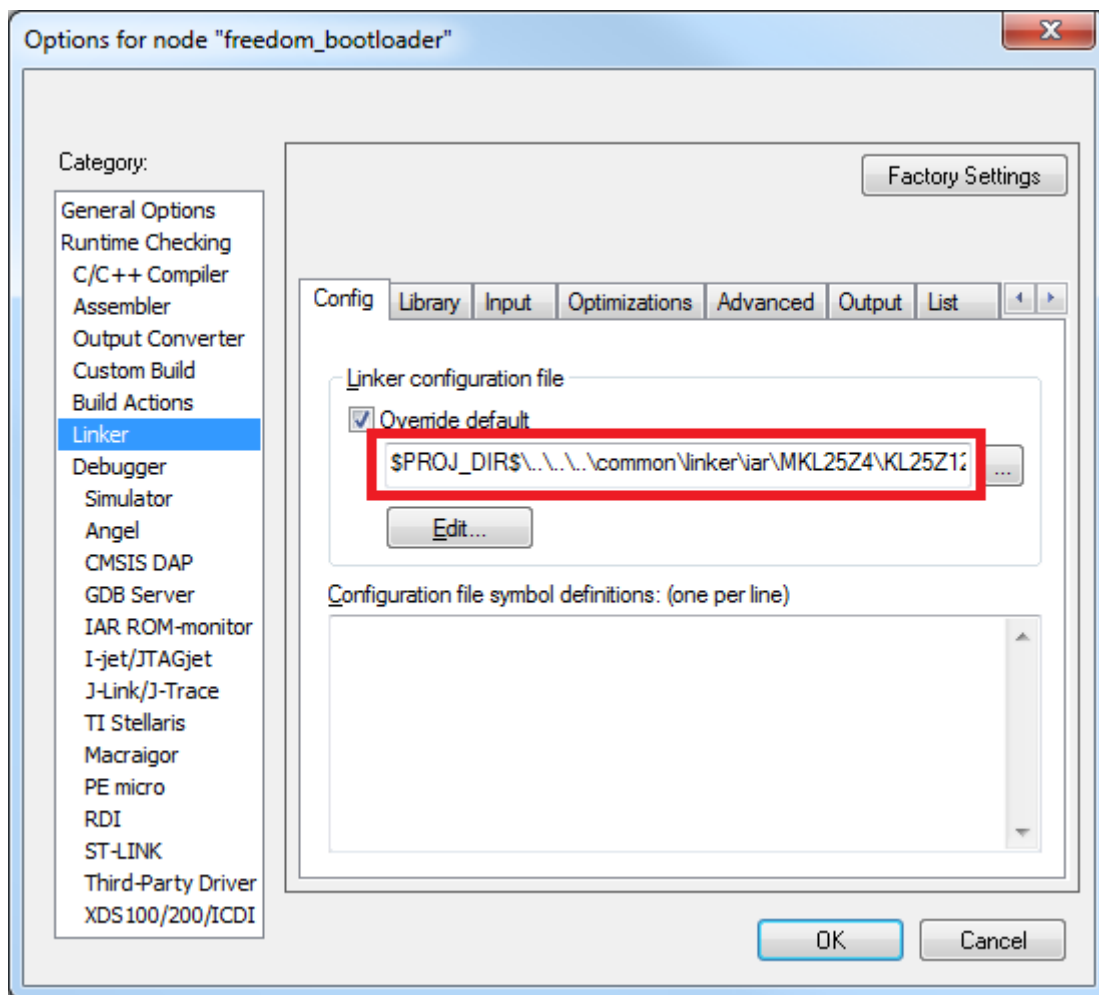 Options for node "freedom_bootloader"
x
Category:
General Options
Runtime Checking
C/C++ Compiler
Assembler
Output Converter
Custom Build
Build Actions
Linker
Debugger
Simulator
Angel
CMSIS DAP
GDB Server
IAR ROM-monitor
I-jet/JTAGjet
J-Link/J-Trace
TI Stellaris
Macraigor
PE micro
RDI
ST-LINK
Third-Party Driver
XDS100/200/ICDI
Factory Settings
Config Library Input Optimizations Advanced Output List
Linker configuration file
Override default
$PROJ_DIR$\..\..\..\common\linker\iar\MKL25Z4\KL25Z12
...
Edit...
Configuration file symbol definitions: (one per line)
OK Cancel